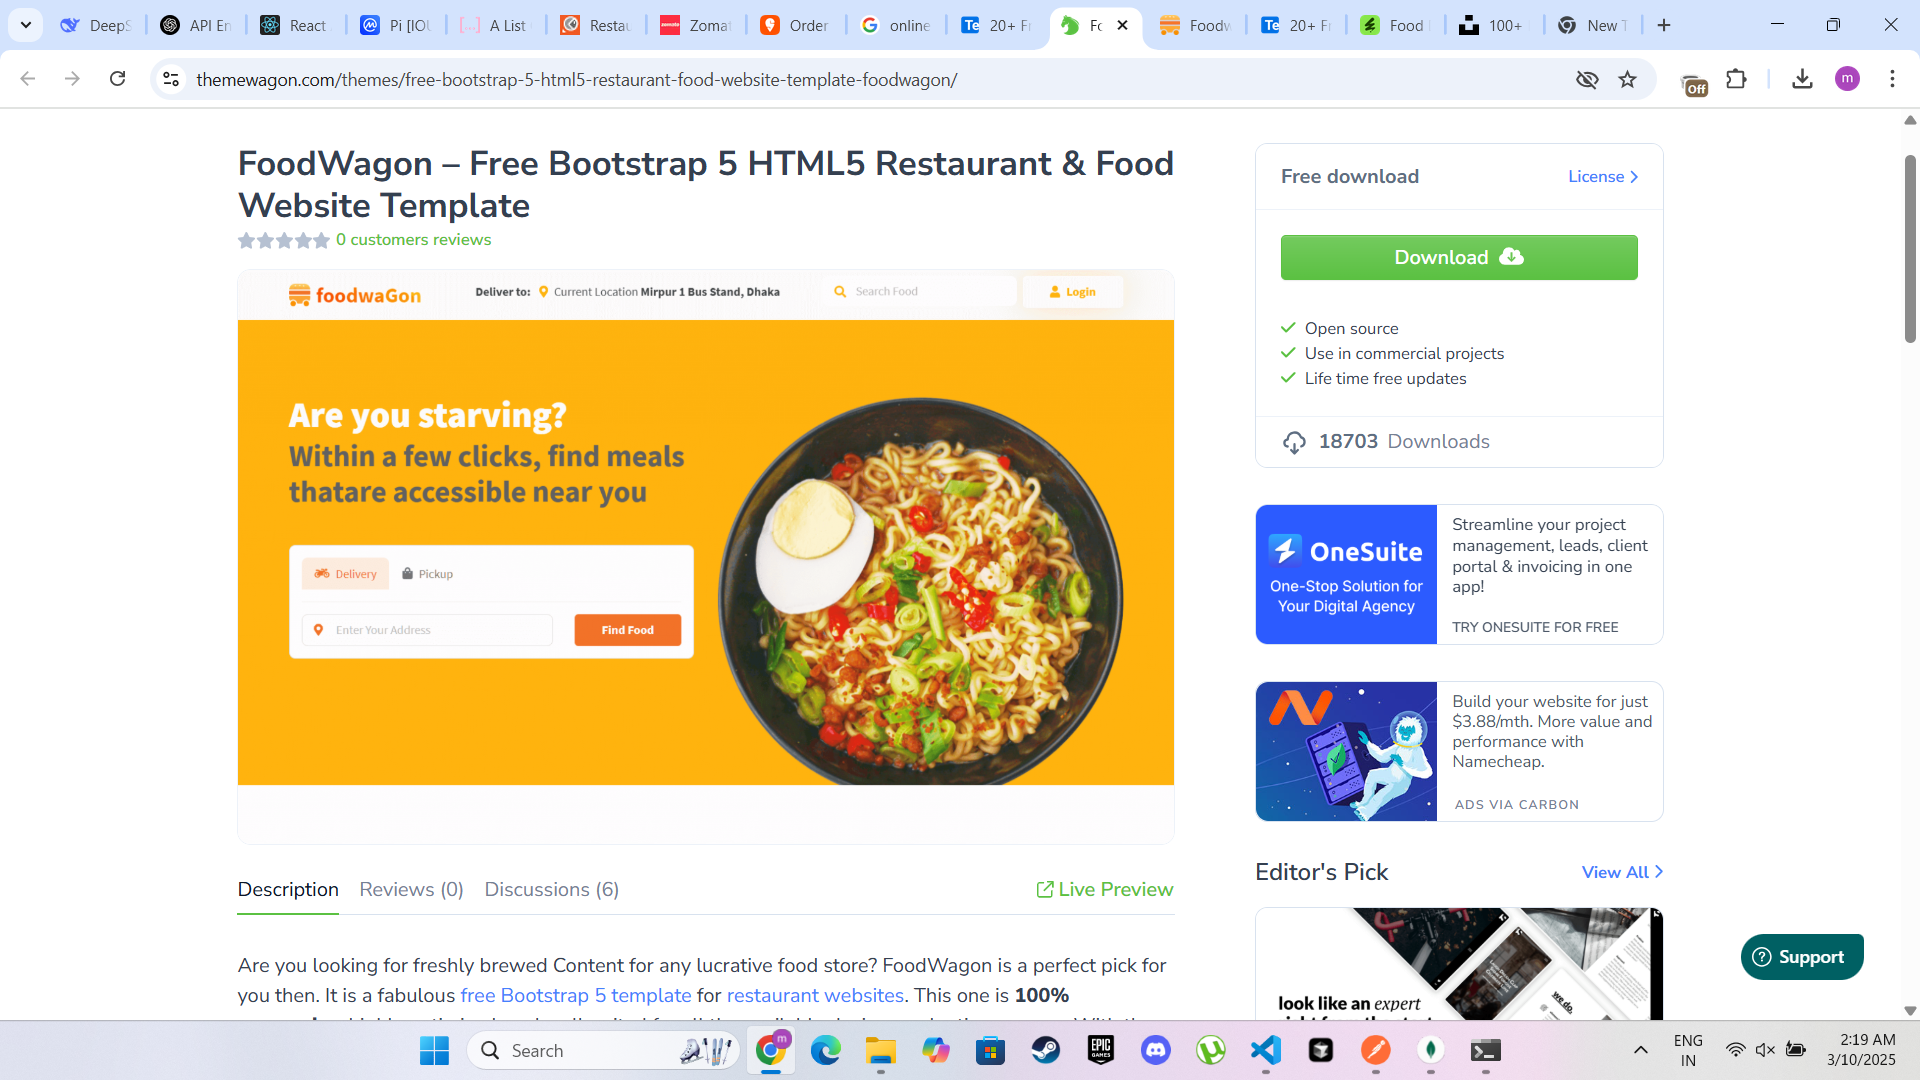 DeepS
API En
React
Pi [IOU
A List
Restau
Zomat
Order
online
20+ Fr
Fo
Foodw
20+ Fr
Food
100+
New T
themewagon.com/themes/free-bootstrap-5-html5-restaurant-food-website-template-foodwagon/
Off
m
FoodWagon – Free Bootstrap 5 HTML5 Restaurant & Food
Website Template
0 customers reviews
foodwaGon
Deliver to: Current Location Mirpur 1 Bus Stand, Dhaka
Search Food
Login
Are you starving?
Within a few clicks, find meals
thatare accessible near you
Delivery
Pickup
Enter Your Address
Find Food
Description
Reviews (0)
Discussions (6)
Live Preview
Are you looking for freshly brewed Content for any lucrative food store? FoodWagon is a perfect pick for
you then. It is a fabulous free Bootstrap 5 template for restaurant websites. This one is 100%
Free download
License
Download
Open source
Use in commercial projects
Life time free updates
18703 Downloads
OneSuite
One-Stop Solution for
Your Digital Agency
Streamline your project
management, leads, client
portal & invoicing in one
app!
TRY ONESUITE FOR FREE
Build your website for just
$3.88/mth. More value and
performance with
Namecheap.
ADS VIA CARBON
Editor's Pick
View All
we do.
look like an expert
Support
Search
m
EPIC
GAMES
ENG
IN
2:19 AM
3/10/2025